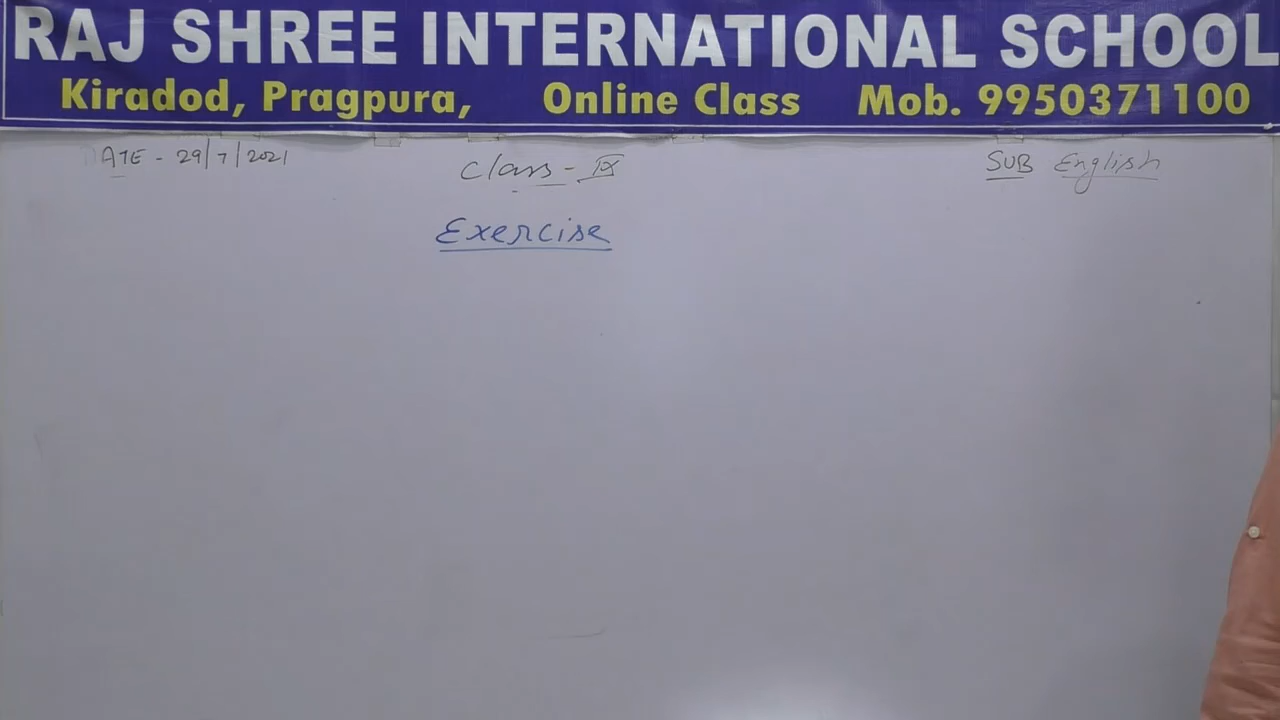 RAJ SHREE INTERNATIONAL SCHOOL
Kiradod, Pragpura, Online Class Mob. 9950371100
DATE - 29/7/2021 Class - IX SUB English
Exercise